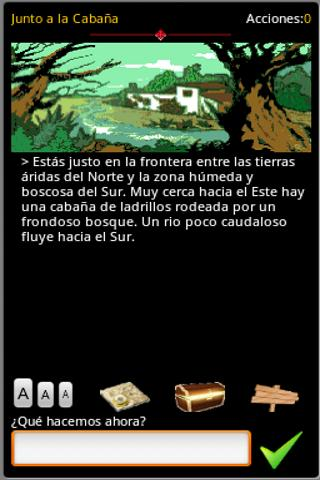 Junto a la Cabaña Acciones:0
> Estás justo en la frontera entre las tierras
áridas del Norte y la zona húmeda y
boscosa del Sur. Muy cerca hacia el Este hay
una cabaña de ladrillos rodeada por un
frondoso bosque. Un rio poco caudaloso
fluye hacia el Sur.
A A A
¿Qué hacemos ahora?